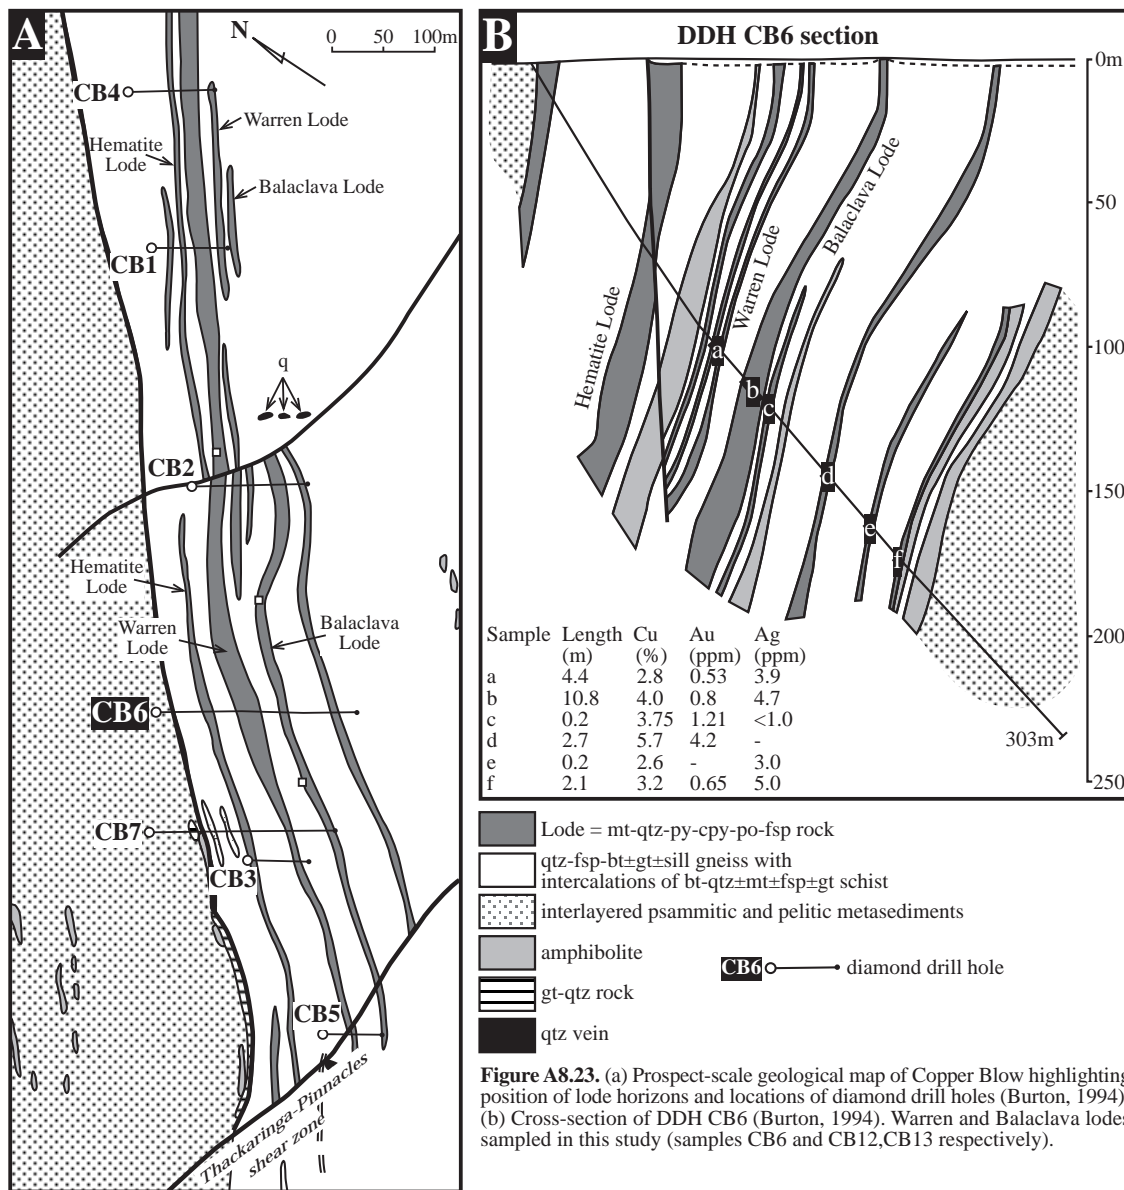 A
N
0 50 100m
CB4
Warren Lode
Hematite
Lode
Balaclava Lode
CB1
q
CB2
Hematite
Lode
Warren
Lode
Balaclava
Lode
CB6
CB7
CB3
CB5
Thackaringa-Pinnacles
shear zone
B
DDH CB6 section
0m
50
100
150
200
250
Hematite Lode
Warren Lode
Balaclava Lode
a
b
c
d
e
f
303m
Sample Length Cu Au Ag
(m) (%) (ppm) (ppm)
a 4.4 2.8 0.53 3.9
b 10.8 4.0 0.8 4.7
c 0.2 3.75 1.21 <1.0
d 2.7 5.7 4.2 -
e 0.2 2.6 - 3.0
f 2.1 3.2 0.65 5.0
Lode = mt-qtz-py-cpy-po-fsp rock
qtz-fsp-bt±gt±sill gneiss with
intercalations of bt-qtz±mt±fsp±gt schist
interlayered psammitic and pelitic metasediments
amphibolite
gt-qtz rock
qtz vein
CB6 diamond drill hole
Figure A8.23. (a) Prospect-scale geological map of Copper Blow highlighting
position of lode horizons and locations of diamond drill holes (Burton, 1994)
(b) Cross-section of DDH CB6 (Burton, 1994). Warren and Balaclava lodes
sampled in this study (samples CB6 and CB12,CB13 respectively).